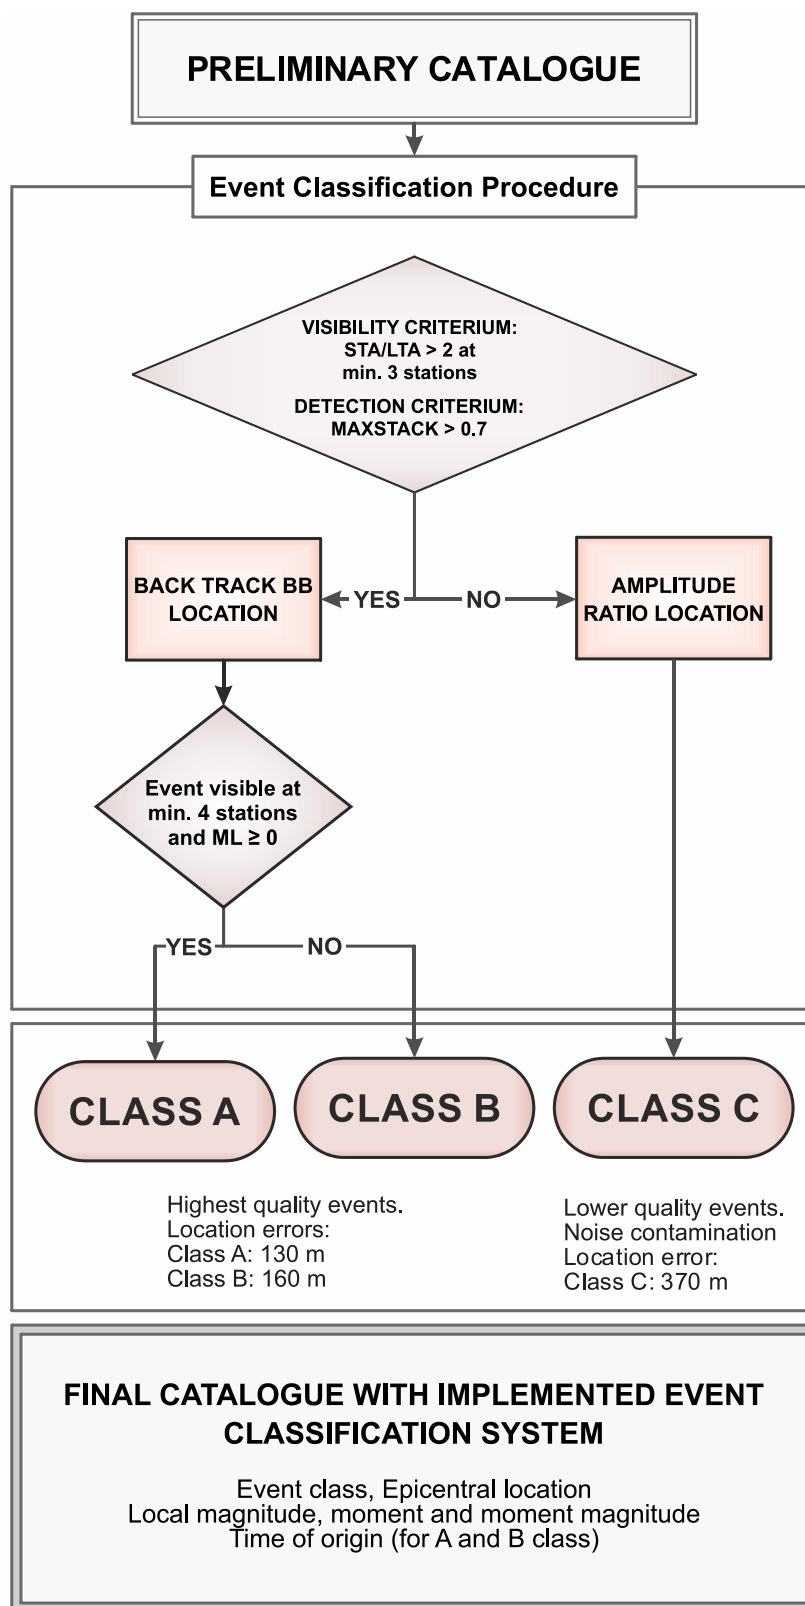 PRELIMINARY CATALOGUE
Event Classification Procedure
VISIBILITY CRITERIUM:
STA/LTA > 2 at
min. 3 stations
DETECTION CRITERIUM:
MAXSTACK > 0.7
BACK TRACK BB
LOCATION
YES
NO
AMPLITUDE
RATIO LOCATION
Event visible at
min. 4 stations
and ML ≥ 0
YES
NO
CLASS A
CLASS B
CLASS C
Highest quality events.
Location errors:
Class A: 130 m
Class B: 160 m
Lower quality events.
Noise contamination
Location error:
Class C: 370 m
FINAL CATALOGUE WITH IMPLEMENTED EVENT
CLASSIFICATION SYSTEM
Event class, Epicentral location
Local magnitude, moment and moment magnitude
Time of origin (for A and B class)